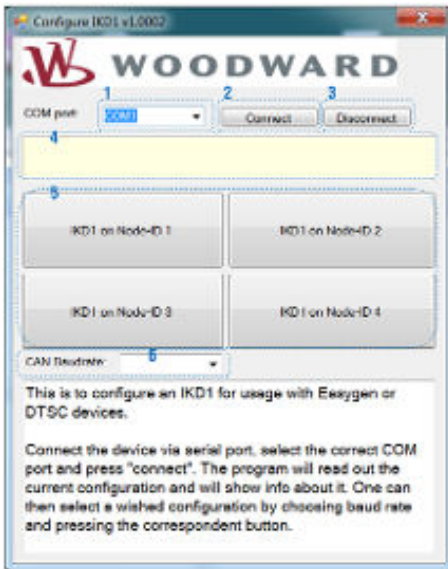 Configure IKD1 v1.0002
WOODWARD
1 2 3
COM port: COM1 Connect Disconnect
4
5
IKD1 on Node-ID 1 IKD1 on Node-ID 2
IKD1 on Node-ID 3 IKD1 on Node-ID 4
6
CAN Baudrate:
This is to configure an IKD1 for usage with Easygen or
DTSC devices.
Connect the device via serial port, select the correct COM
port and press "connect". The program will read out the
current configuration and will show info about it. One can
then select a wished configuration by choosing baud rate
and pressing the correspondent button.